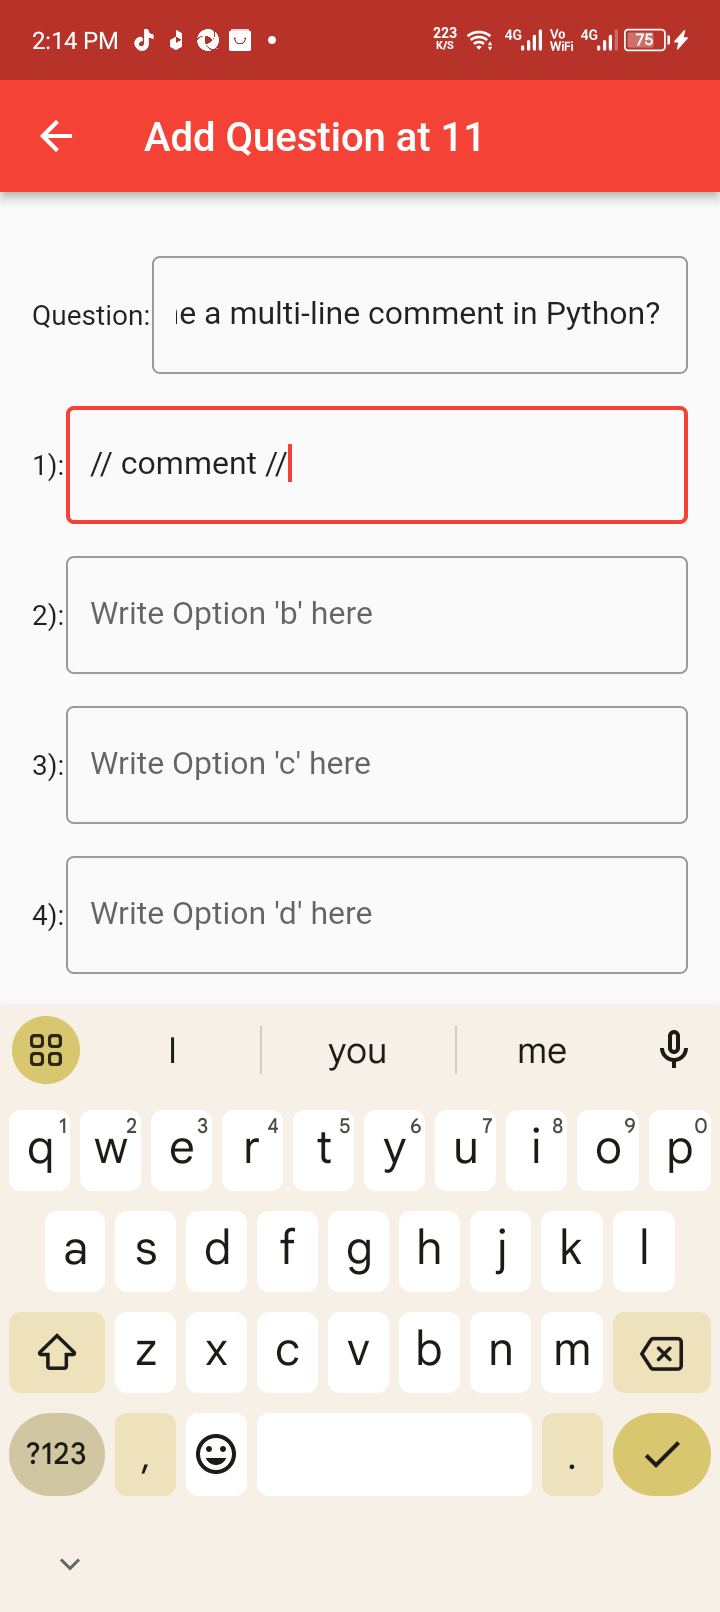 2:14 PM 223 K/S 4G Vo WiFi 4G 75
Add Question at 11
Question: e a multi-line comment in Python?
1): // comment //
2): Write Option 'b' here
3): Write Option 'c' here
4): Write Option 'd' here
I you me
q1 w2 e3 r4 t5 y6 u7 i8 o9 p0
a s d f g h j k l
z x c v b n m
?123 , .